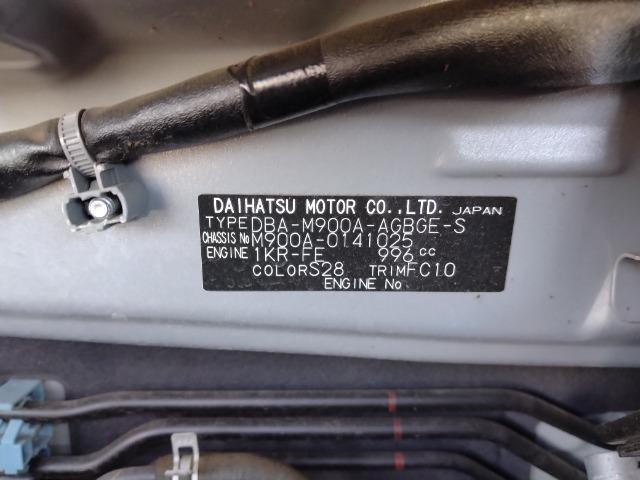 DAIHATSU MOTOR CO.,LTD. JAPAN
TYPE DBA-M900A-AGBGE-S
CHASSIS No M900A-0141025
ENGINE 1KR-FE 996 cc
COLOR S28 TRIM FC10
ENGINE No